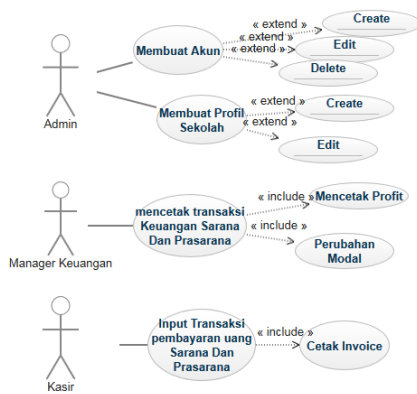 « extend » Create
« extend »
Membuat Akun « extend » Edit
Delete
Admin
Membuat Profil
Sekolah
« extend » Create
« extend »
Edit
mencetak transaksi
Keuangan Sarana
Dan Prasarana
« include » Mencetak Profit
« include »
Perubahan
Modal
Manager Keuangan
Input Transaksi
pembayaran uang
Sarana Dan
Prasarana
« include »
Cetak Invoice
Kasir